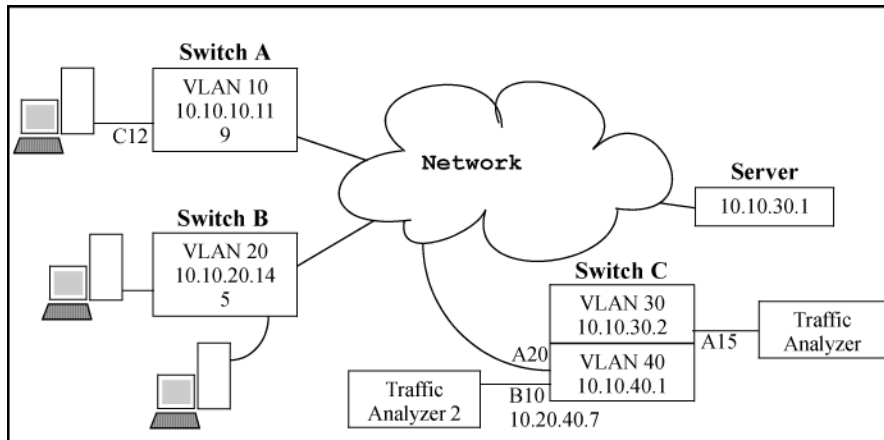 Switch A
VLAN 10
10.10.10.11
9
C12
Network
Server
10.10.30.1
Switch B
VLAN 20
10.10.20.14
5
Switch C
VLAN 30
10.10.30.2
A15
Traffic
Analyzer
A20
VLAN 40
10.10.40.1
Traffic
Analyzer 2
B10
10.20.40.7